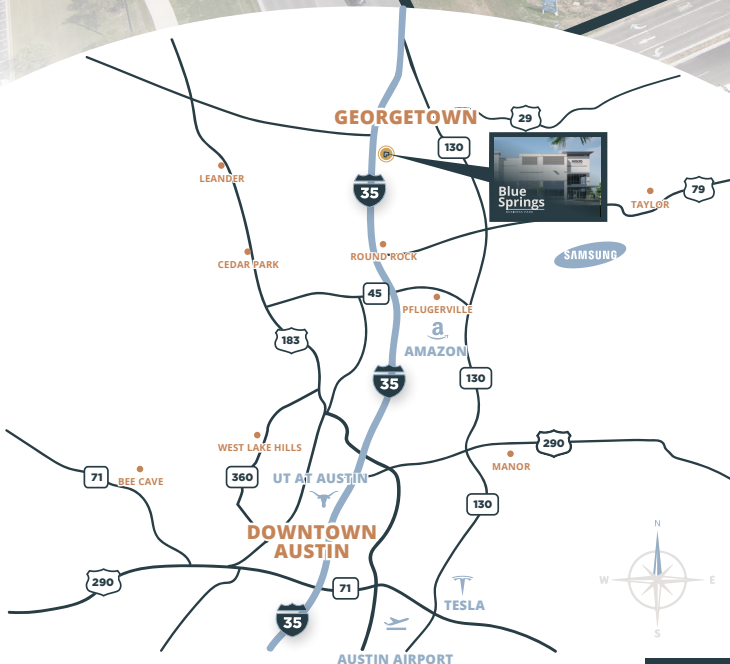 GEORGETOWN
29
130
35
Blue
Springs
LEANDER
TAYLOR
79
CEDAR PARK
ROUND ROCK
SAMSUNG
45
PFLUGERVILLE
183
a
AMAZON
35
130
WEST LAKE HILLS
290
MANOR
71
BEE CAVE
360
UT AT AUSTIN
130
DOWNTOWN
AUSTIN
N
W
E
S
290
71
TESLA
35
AUSTIN AIRPORT